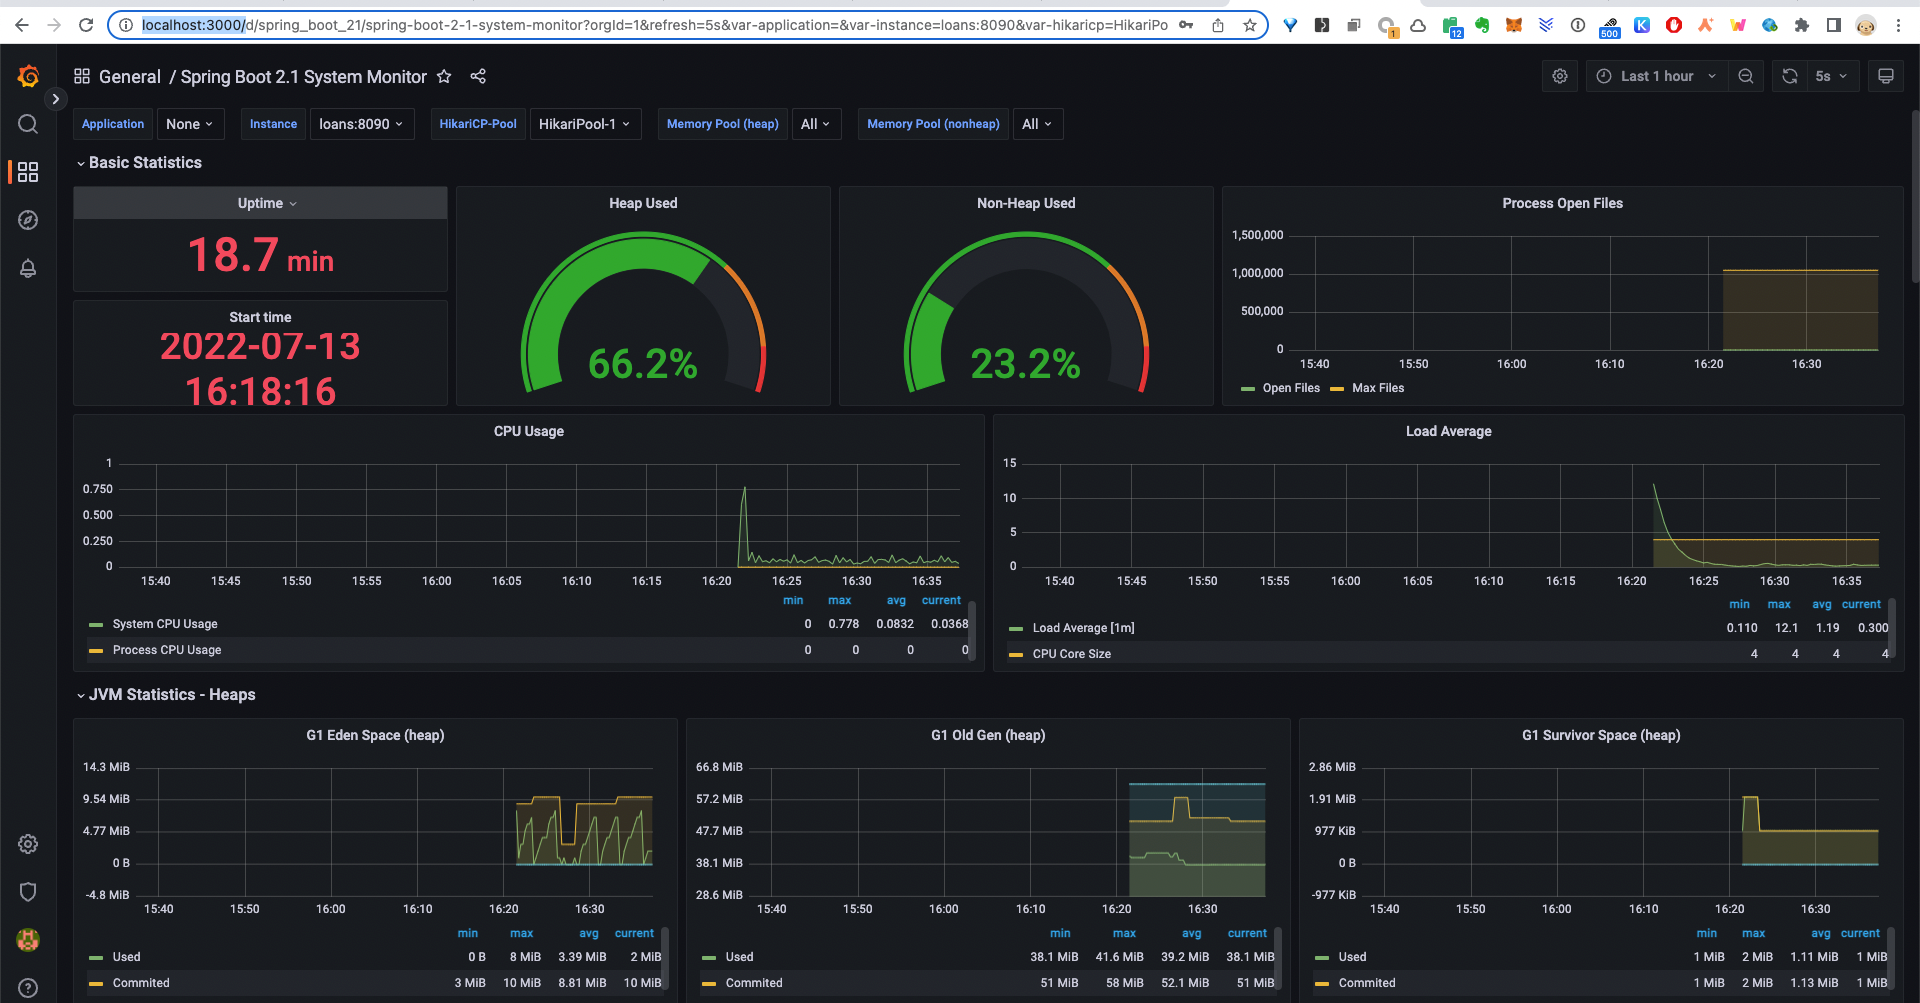 localhost:3000/d/spring_boot_21/spring-boot-2-1-system-monitor?orgId=1&refresh=5s&var-application=&var-instance=loans:8090&var-hikaricp=HikariPo
1
12
500
General / Spring Boot 2.1 System Monitor
Last 1 hour
5s
Application None Instance loans:8090 HikariCP-Pool HikariPool-1 Memory Pool (heap) All Memory Pool (nonheap) All
Basic Statistics
Uptime
18.7 min
Start time
2022-07-13
16:18:16
Heap Used
66.2%
Non-Heap Used
23.2%
Process Open Files
1,500,000
1,000,000
500,000
0
15:40 15:50 16:00 16:10 16:20 16:30
Open Files Max Files
CPU Usage
1
0.750
0.500
0.250
0
15:40 15:45 15:50 15:55 16:00 16:05 16:10 16:15 16:20 16:25 16:30 16:35
min max avg current
System CPU Usage 0 0.778 0.0832 0.0368
Process CPU Usage 0 0 0 0
Load Average
15
10
5
0
15:40 15:45 15:50 15:55 16:00 16:05 16:10 16:15 16:20 16:25 16:30 16:35
min max avg current
Load Average [1m] 0.110 12.1 1.19 0.300
CPU Core Size 4 4 4 4
JVM Statistics - Heaps
G1 Eden Space (heap)
14.3 MiB
9.54 MiB
4.77 MiB
0 B
-4.8 MiB
15:40 15:50 16:00 16:10 16:20 16:30
min max avg current
Used 0 B 8 MiB 3.39 MiB 2 MiB
Commited 3 MiB 10 MiB 8.81 MiB 10 MiB
G1 Old Gen (heap)
66.8 MiB
57.2 MiB
47.7 MiB
38.1 MiB
28.6 MiB
15:40 15:50 16:00 16:10 16:20 16:30
min max avg current
Used 38.1 MiB 41.6 MiB 39.2 MiB 38.1 MiB
Commited 51 MiB 58 MiB 52.1 MiB 51 MiB
G1 Survivor Space (heap)
2.86 MiB
1.91 MiB
977 KiB
0 B
-977 KiB
15:40 15:50 16:00 16:10 16:20 16:30
min max avg current
Used 1 MiB 2 MiB 1.11 MiB 1 MiB
Commited 1 MiB 2 MiB 1.13 MiB 1 MiB